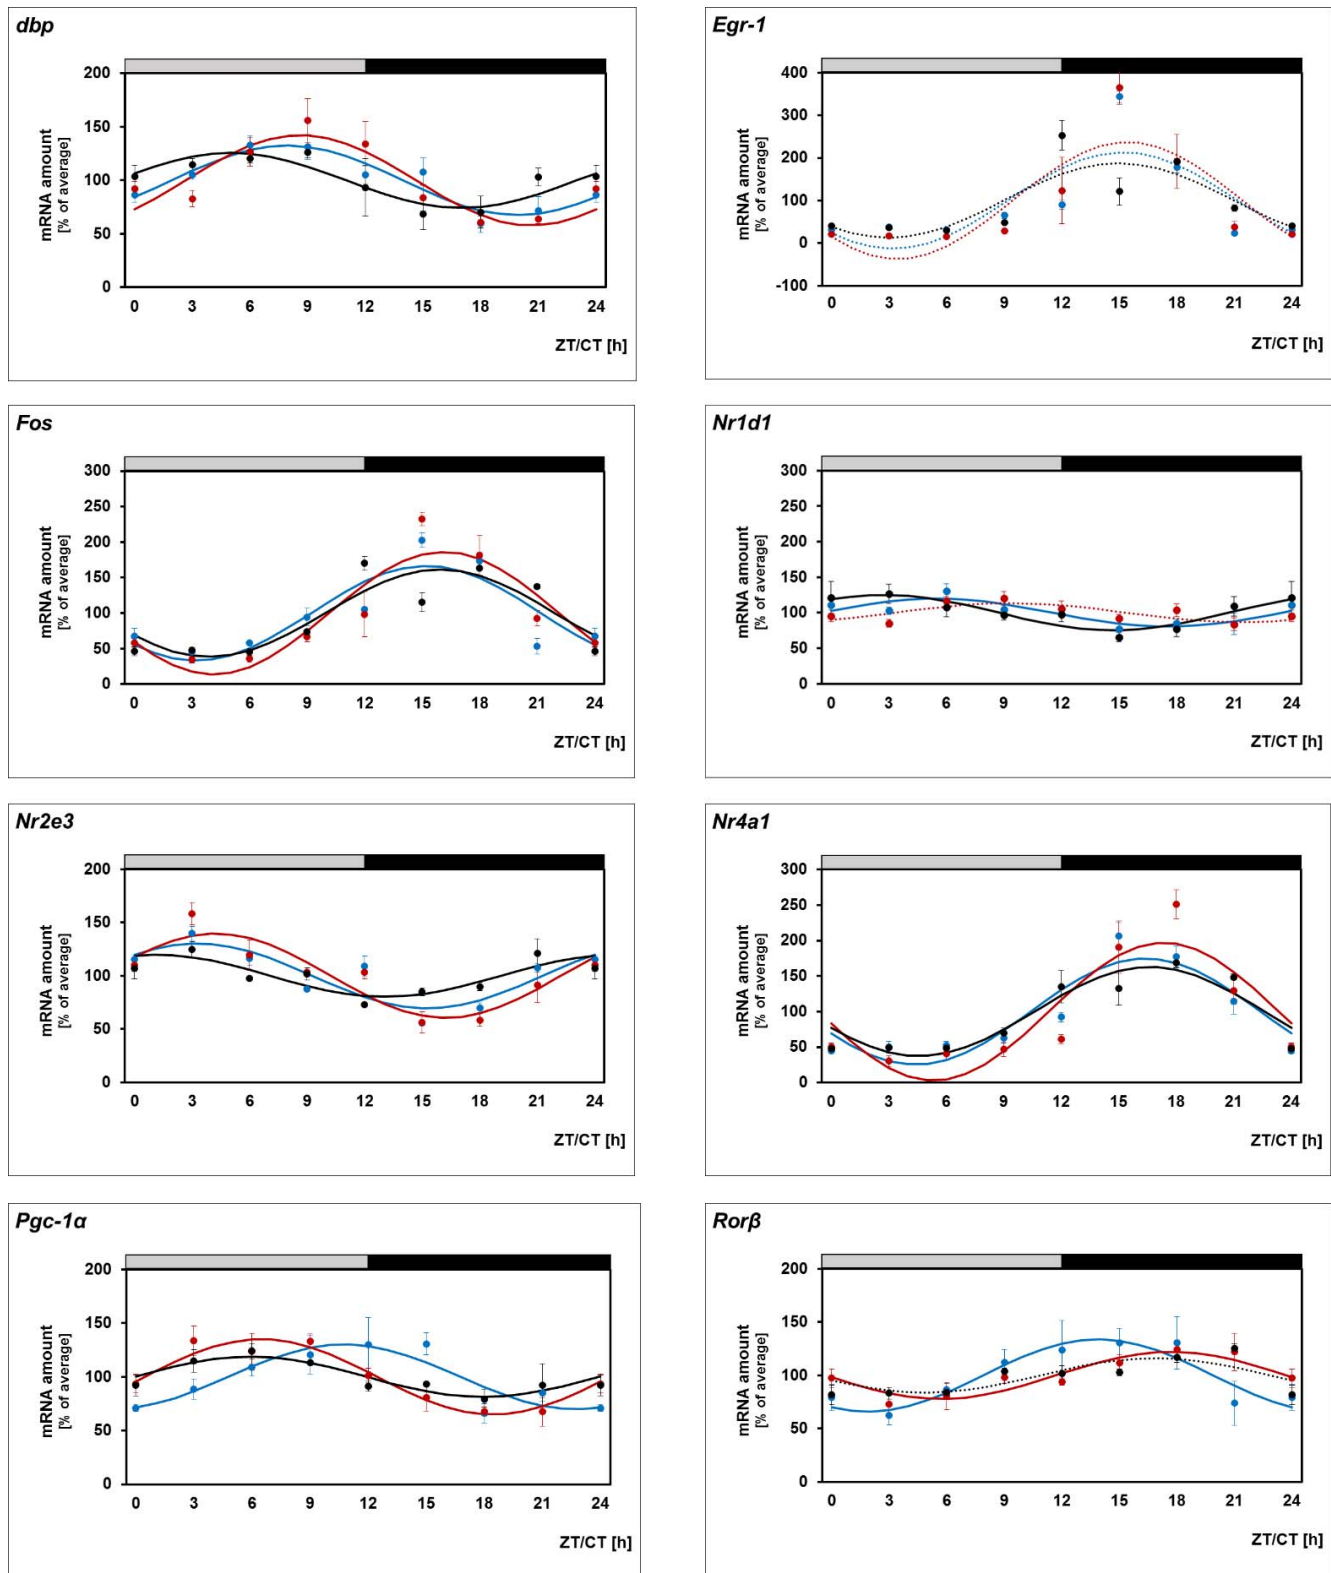 dbp
200
150
100
50
0
mRNA amount
[% of average]
0 3 6 9 12 15 18 21 24
ZT/CT [h]
Egr-1
400
300
200
100
0
-100
mRNA amount
[% of average]
0 3 6 9 12 15 18 21 24
ZT/CT [h]
Fos
300
250
200
150
100
50
0
mRNA amount
[% of average]
0 3 6 9 12 15 18 21 24
ZT/CT [h]
Nr1d1
300
250
200
150
100
50
0
mRNA amount
[% of average]
0 3 6 9 12 15 18 21 24
ZT/CT [h]
Nr2e3
200
150
100
50
0
mRNA amount
[% of average]
0 3 6 9 12 15 18 21 24
ZT/CT [h]
Nr4a1
300
250
200
150
100
50
0
mRNA amount
[% of average]
0 3 6 9 12 15 18 21 24
ZT/CT [h]
Pgc-1α
200
150
100
50
0
mRNA amount
[% of average]
0 3 6 9 12 15 18 21 24
ZT/CT [h]
Rorβ
200
150
100
50
0
mRNA amount
[% of average]
0 3 6 9 12 15 18 21 24
ZT/CT [h]